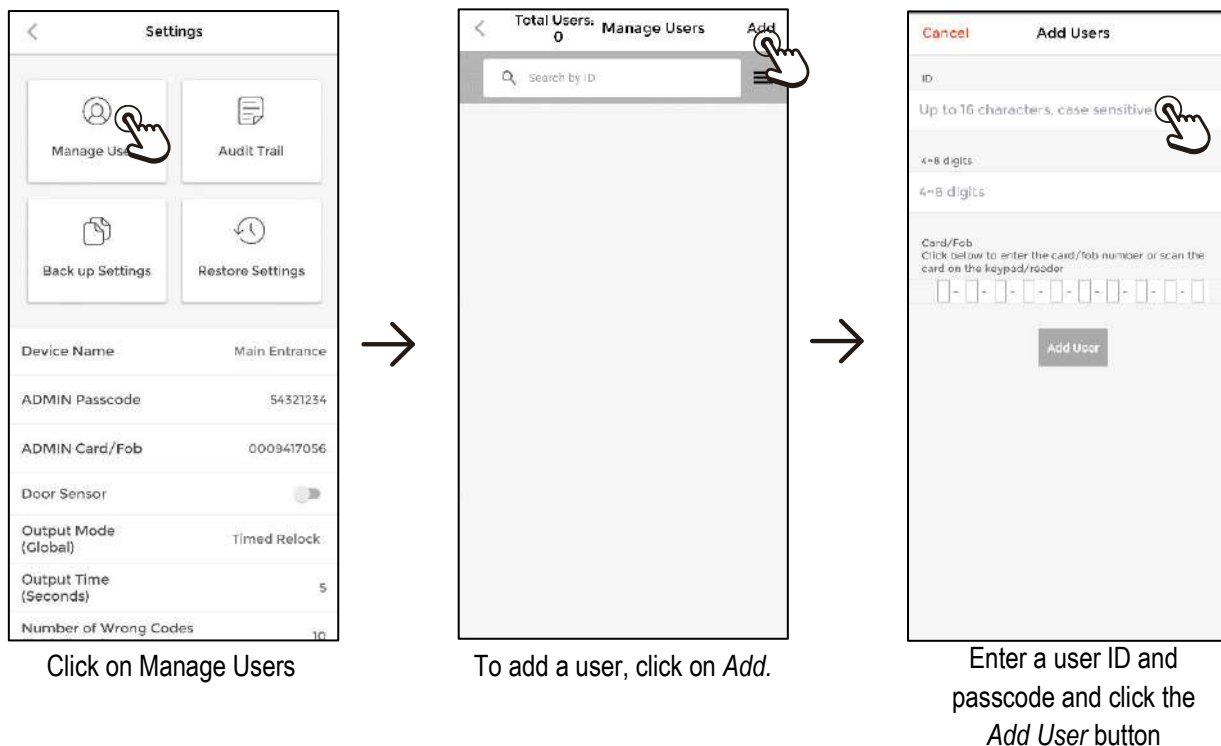 Settings
Manage Use
Audit Trail
Back up Settings
Restore Settings
Device Name Main Entrance
ADMIN Passcode 54321234
ADMIN Card/Fob 0009417056
Door Sensor
Output Mode
(Global) Timed Relock
Output Time
(Seconds) 5
Number of Wrong Codes 10
Click on Manage Users
Total Users:
0
Manage Users
Add
Search by ID
To add a user, click on Add.
Cancel Add Users
ID
Up to 16 characters, case sensitive
4~8 digits
4~8 digits
Card/Fob
Click below to enter the card/fob number or scan the
card on the keypad/reader
- - - - - - - - -
Add User
Enter a user ID and
passcode and click the
Add User button